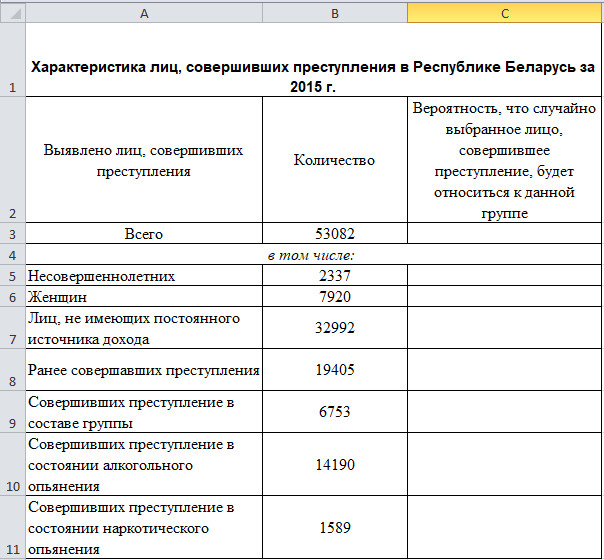 A B C
1 Характеристика лиц, совершивших преступления в Республике Беларусь за
2015 г.
2 Выявлено лиц, совершивших
преступления
Количество
Вероятность, что случайно
выбранное лицо,
совершившее
преступление, будет
относиться к данной
группе
3 Всего 53082
4 в том числе:
5 Несовершеннолетних 2337
6 Женщин 7920
7 Лиц, не имеющих постоянного
источника дохода 32992
8 Ранее совершавших преступления 19405
9 Совершивших преступление в
составе группы 6753
10 Совершивших преступление в
состоянии алкогольного
опьянения 14190
11 Совершивших преступление в
состоянии наркотического
опьянения 1589